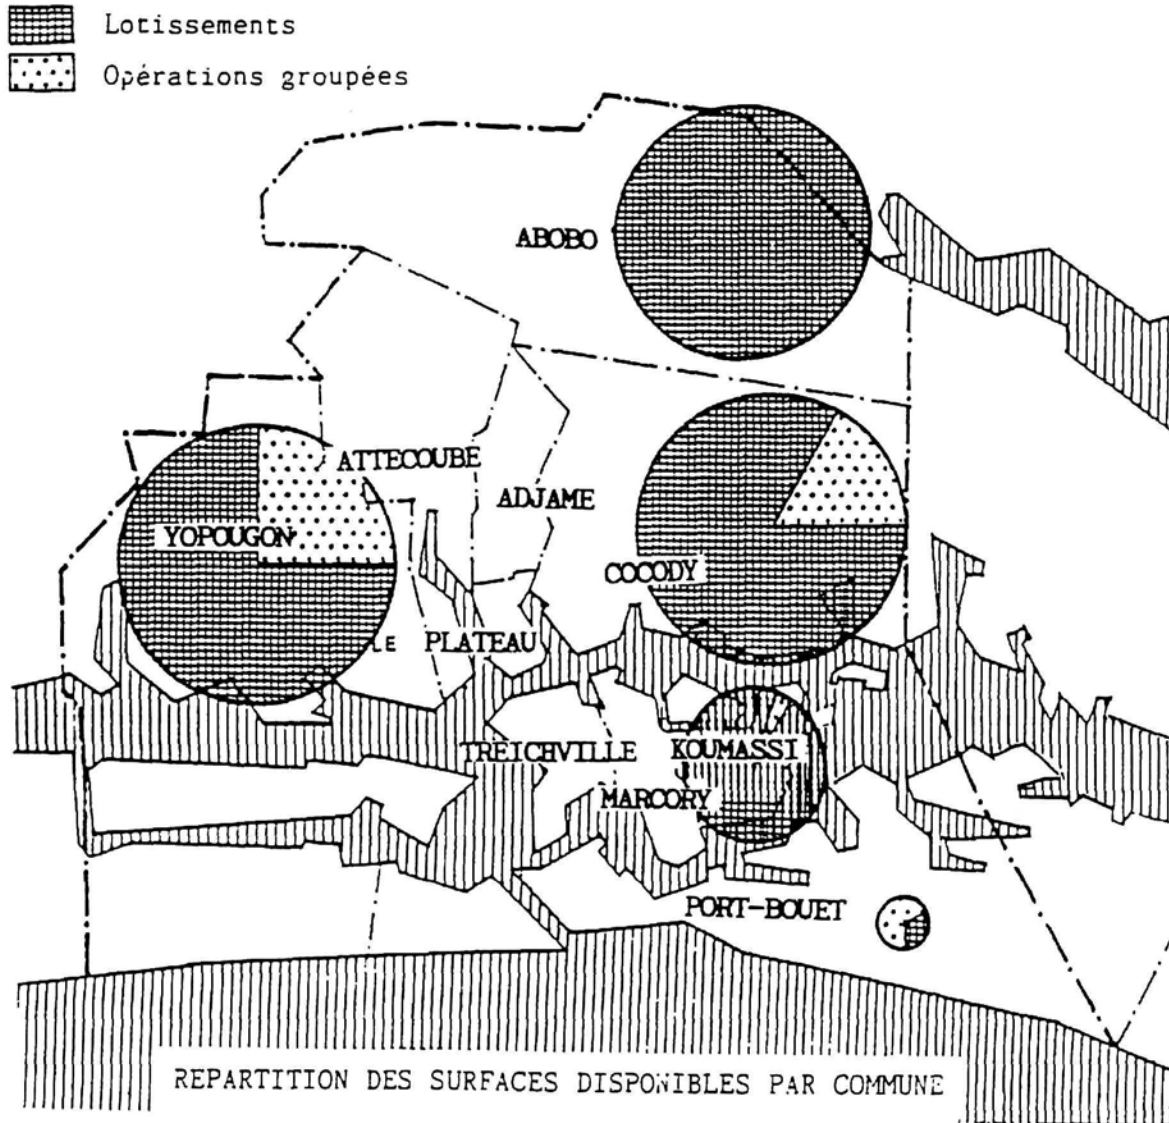 Lotissements
Opérations groupées
ABOBO
ATTECOUBE
ADJAME
YOPOUGON
COCODY
LE PLATEAU
TREICHVILLE
KOUMASSI
MARCORY
PORT-BOUET
REPARTITION DES SURFACES DISPONIBLES PAR COMMUNE